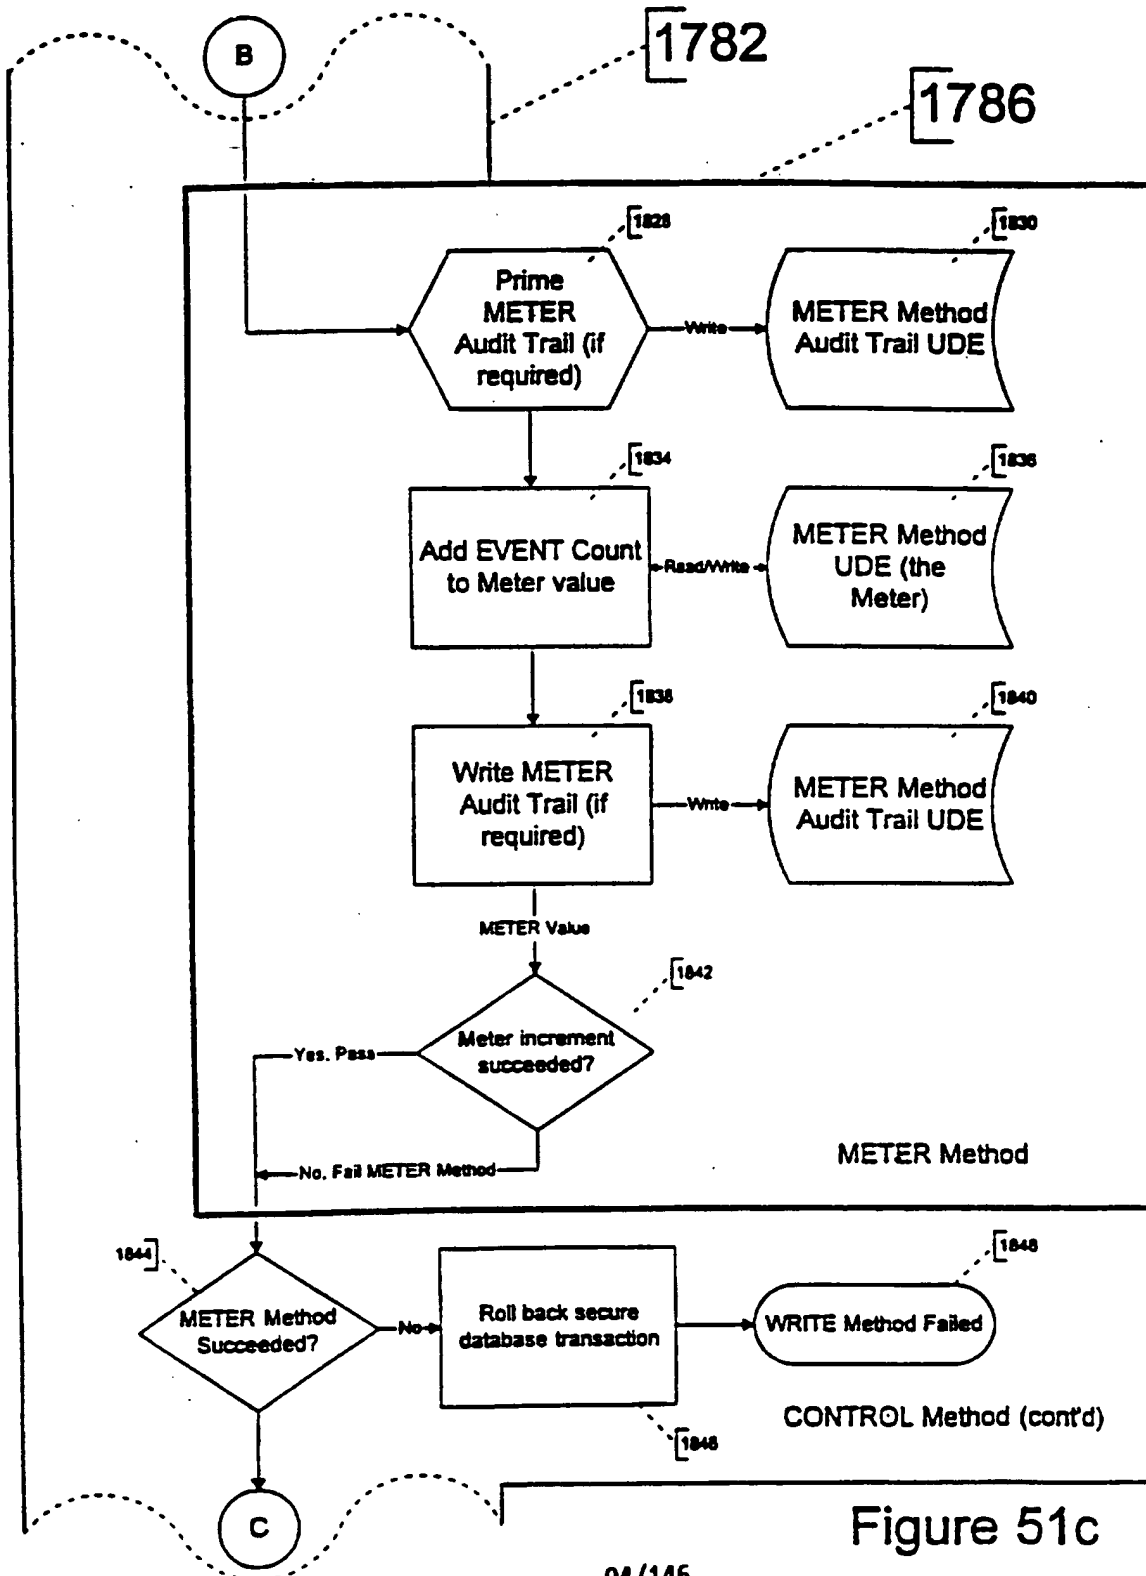 B
1782
1786
1828
1830
Prime
METER
Audit Trail (if
required)
Write
METER Method
Audit Trail UDE
1834
1836
Add EVENT Count
to Meter value
Read/Write
METER Method
UDE (the
Meter)
1838
1840
Write METER
Audit Trail (if
required)
Write
METER Method
Audit Trail UDE
METER Value
1842
Meter increment
succeeded?
Yes, Pass
No, Fail METER Method
METER Method
1844
1848
METER Method
Succeeded?
No
Roll back secure
database transaction
WRITE Method Failed
CONTROL Method (cont'd)
1846
C
Figure 51c